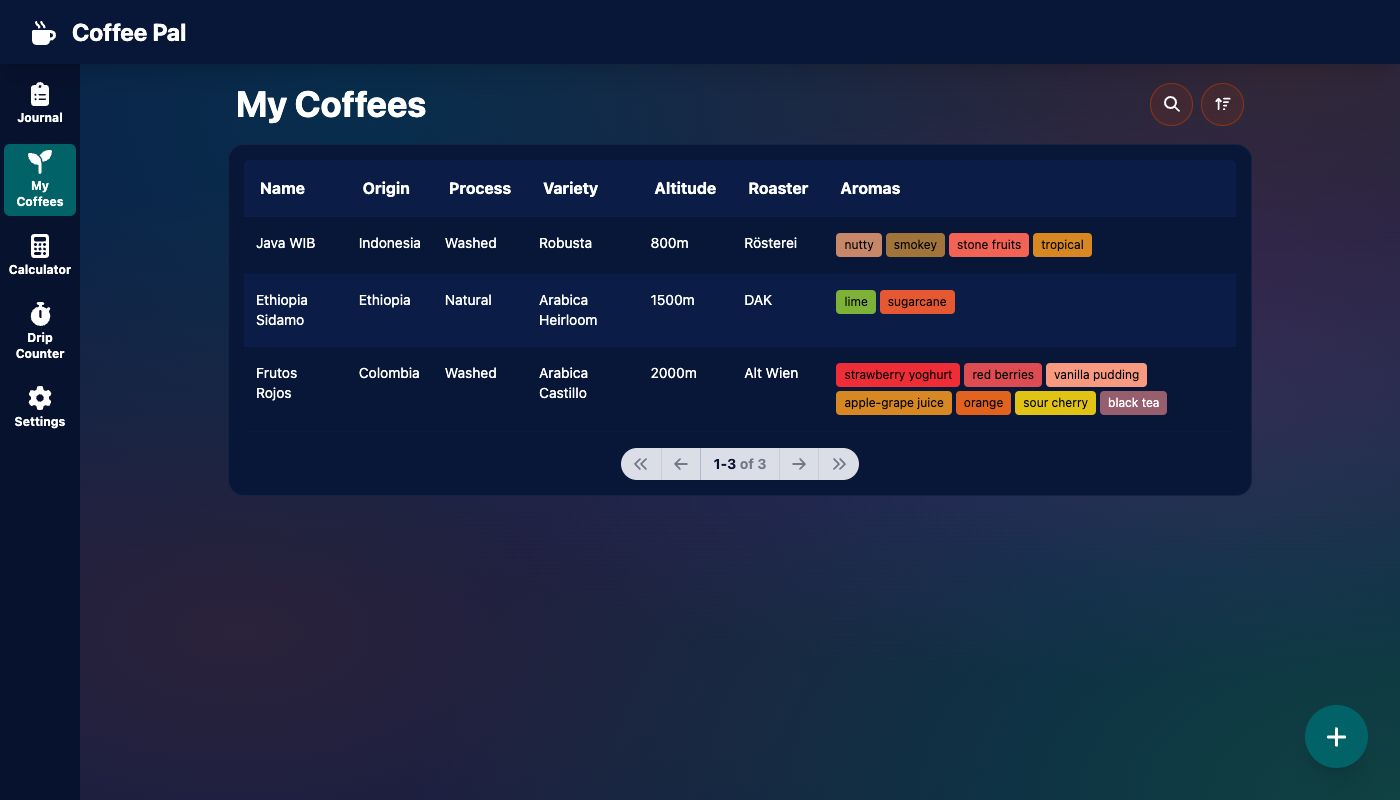 Coffee Pal
Journal
My
Coffees
Calculator
Drip
Counter
Settings
My Coffees
Name Origin Process Variety Altitude Roaster Aromas
Java WIB Indonesia Washed Robusta 800m Rösterei nutty smokey stone fruits tropical
Ethiopia Ethiopia Natural Arabica 1500m DAK lime sugarcane
Sidamo Heirloom
Frutos Colombia Washed Arabica 2000m Alt Wien strawberry yoghurt red berries vanilla pudding
Rojos Castillo apple-grape juice orange sour cherry black tea
1-3 of 3